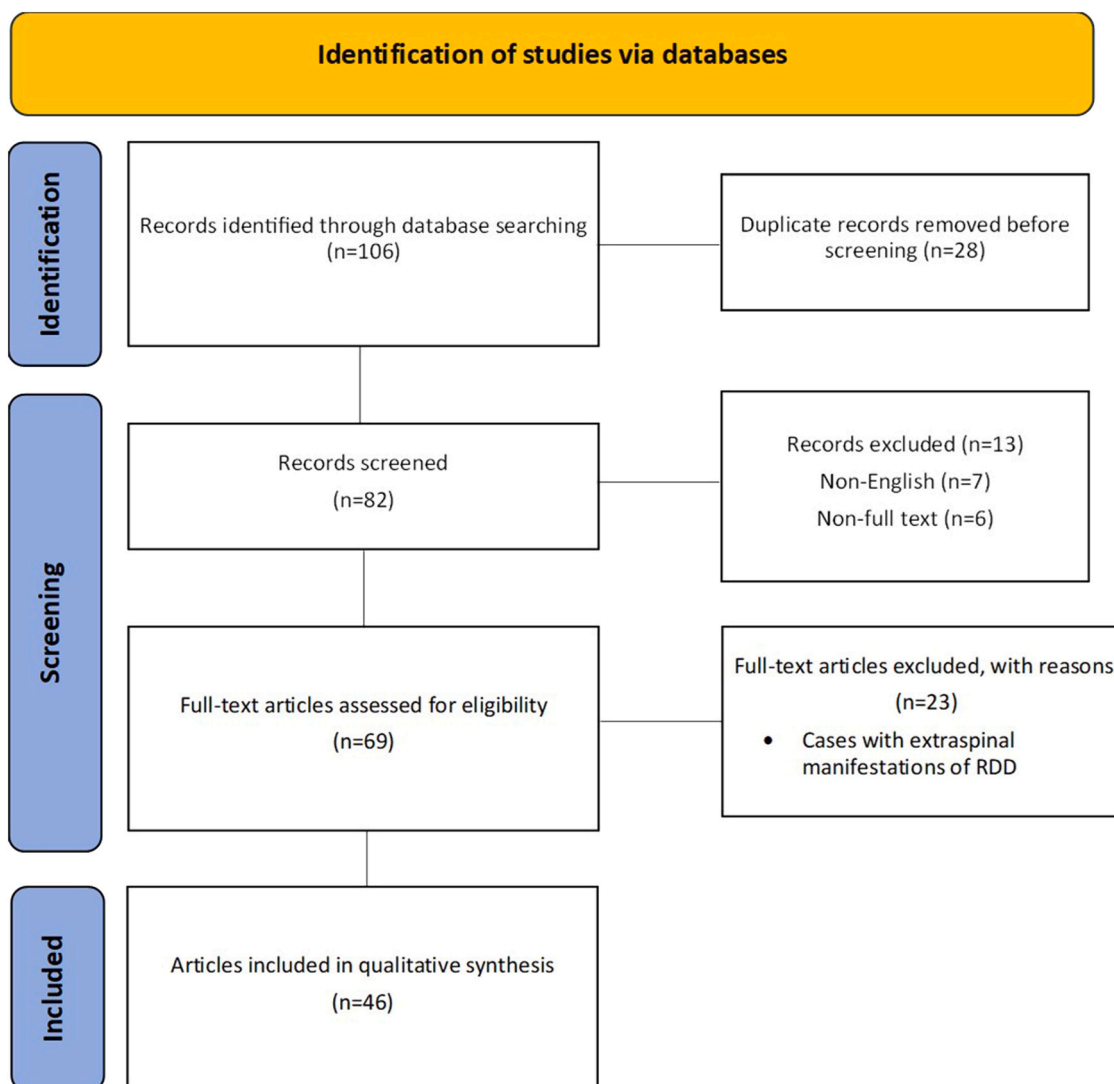 Identification of studies via databases
Identification
Records identified through database searching
(n=106)
Duplicate records removed before
screening (n=28)
Screening
Records screened
(n=82)
Records excluded (n=13)
Non-English (n=7)
Non-full text (n=6)
Full-text articles assessed for eligibility
(n=69)
Full-text articles excluded, with reasons
(n=23)
• Cases with extraspinal
manifestations of RDD
Included
Articles included in qualitative synthesis
(n=46)